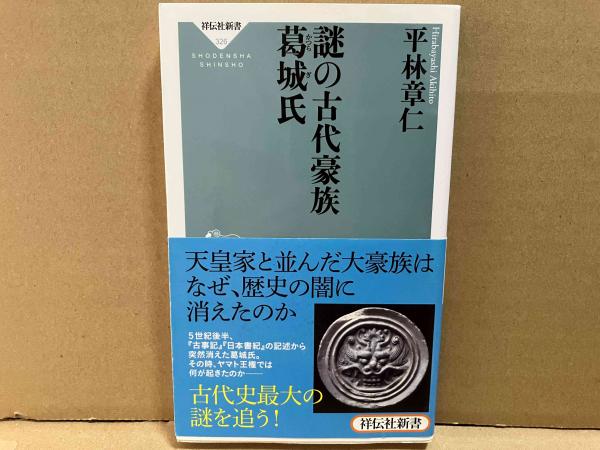 祥伝社新書
326
SHODENSHA
SHINSHO
謎の古代豪族
葛城氏
かつら ぎ
平林章仁
Hirabayashi Akihito
天皇家と並んだ大豪族は
なぜ、歴史の闇に
消えたのか
5世紀後半、
『古事記』『日本書紀』の記述から
突然消えた葛城氏。
その時、ヤマト王権では
何が起きたのか――
古代史最大の
謎を追う!
祥伝社新書